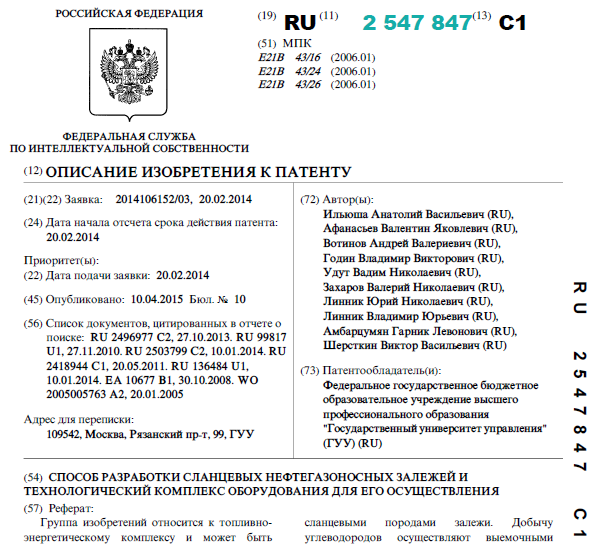 РОССИЙСКАЯ ФЕДЕРАЦИЯ
ФЕДЕРАЛЬНАЯ СЛУЖБА
ПО ИНТЕЛЛЕКТУАЛЬНОЙ СОБСТВЕННОСТИ
(19) RU (11) 2 547 847 (13) C1
(51) МПК
E21B 43/16 (2006.01)
E21B 43/24 (2006.01)
E21B 43/26 (2006.01)
(12) ОПИСАНИЕ ИЗОБРЕТЕНИЯ К ПАТЕНТУ
(21)(22) Заявка: 2014106152/03, 20.02.2014
(24) Дата начала отсчета срока действия патента:
20.02.2014
Приоритет(ы):
(22) Дата подачи заявки: 20.02.2014
(45) Опубликовано: 10.04.2015 Бюл. № 10
(56) Список документов, цитированных в отчете о
поиске: RU 2496977 C2, 27.10.2013. RU 99817
U1, 27.11.2010. RU 2503799 C2, 10.01.2014. RU
2418944 C1, 20.05.2011. RU 136484 U1,
10.01.2014. EA 10677 B1, 30.10.2008. WO
2005005763 A2, 20.01.2005
Адрес для переписки:
109542, Москва, Рязанский пр-т, 99, ГУУ
(72) Автор(ы):
Ильюша Анатолий Васильевич (RU),
Афанасьев Валентин Яковлевич (RU),
Вотинов Андрей Валериевич (RU),
Годин Владимир Викторович (RU),
Удут Вадим Николаевич (RU),
Захаров Валерий Николаевич (RU),
Линник Юрий Николаевич (RU),
Линник Владимир Юрьевич (RU),
Амбарцумян Гарник Левонович (RU),
Шерсткин Виктор Васильевич (RU)
(73) Патентообладатель(и):
Федеральное государственное бюджетное
образовательное учреждение высшего
профессионального образования
"Государственный университет управления"
(ГУУ) (RU)
(54) СПОСОБ РАЗРАБОТКИ СЛАНЦЕВЫХ НЕФТЕГАЗОНОСНЫХ ЗАЛЕЖЕЙ И
ТЕХНОЛОГИЧЕСКИЙ КОМПЛЕКС ОБОРУДОВАНИЯ ДЛЯ ЕГО ОСУЩЕСТВЛЕНИЯ
(57) Реферат:
Группа изобретений относится к топливно-
энергетическому комплексу и может быть
сланцевыми породами залежи. Добычу
углеводородов осуществляют выемочными
RU 2547847 C1